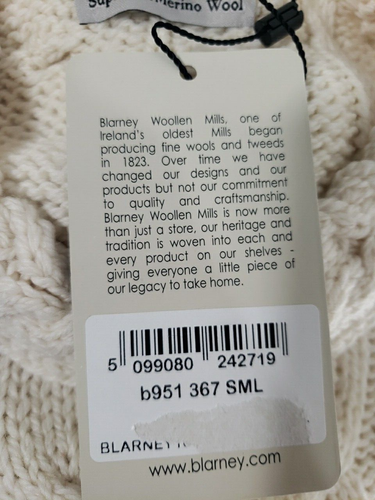 Merino Wool
Blarney Woollen Mills, one of
Ireland's oldest Mills began
producing fine wools and tweeds
in 1823. Over time we have
changed our designs and our
products but not our commitment
to quality and craftsmanship.
Blarney Woollen Mills is now more
than just a store, our heritage and
tradition is woven into each and
every product on our shelves -
giving everyone a little piece of
our legacy to take home.
5 099080 242719
b951 367 SML
BLARNEY
www.blarney.com